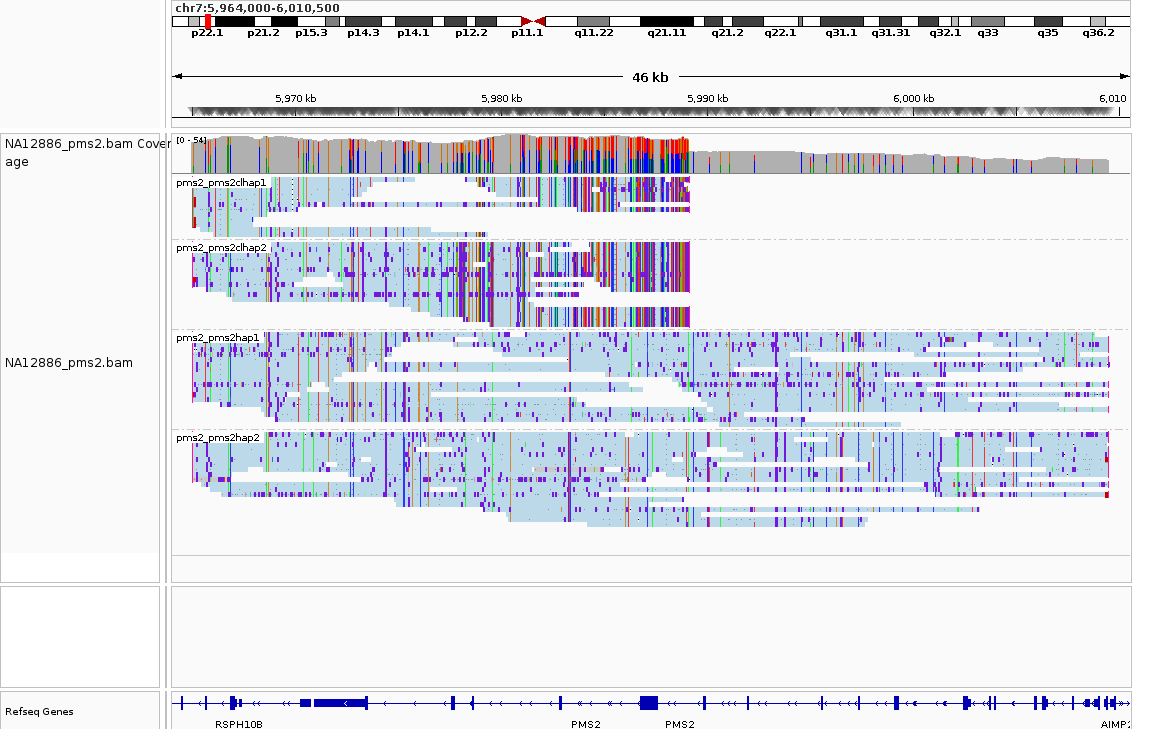 chr7:5,964,000-6,010,500
p22.1 p21.2 p15.3 p14.3 p14.1 p12.2 p11.1 q11.22 q21.11 q21.2 q22.1 q31.1 q31.31 q32.1 q33 q35 q36.2
46 kb
5,970 kb 5,980 kb 5,990 kb 6,000 kb 6,010
NA12886_pms2.bam Cover
age
[0 - 54]
pms2_pms2clhap1
pms2_pms2clhap2
pms2_pms2hap1
NA12886_pms2.bam
pms2_pms2hap2
Refseq Genes
RSPH10B PMS2 PMS2 AIMP2